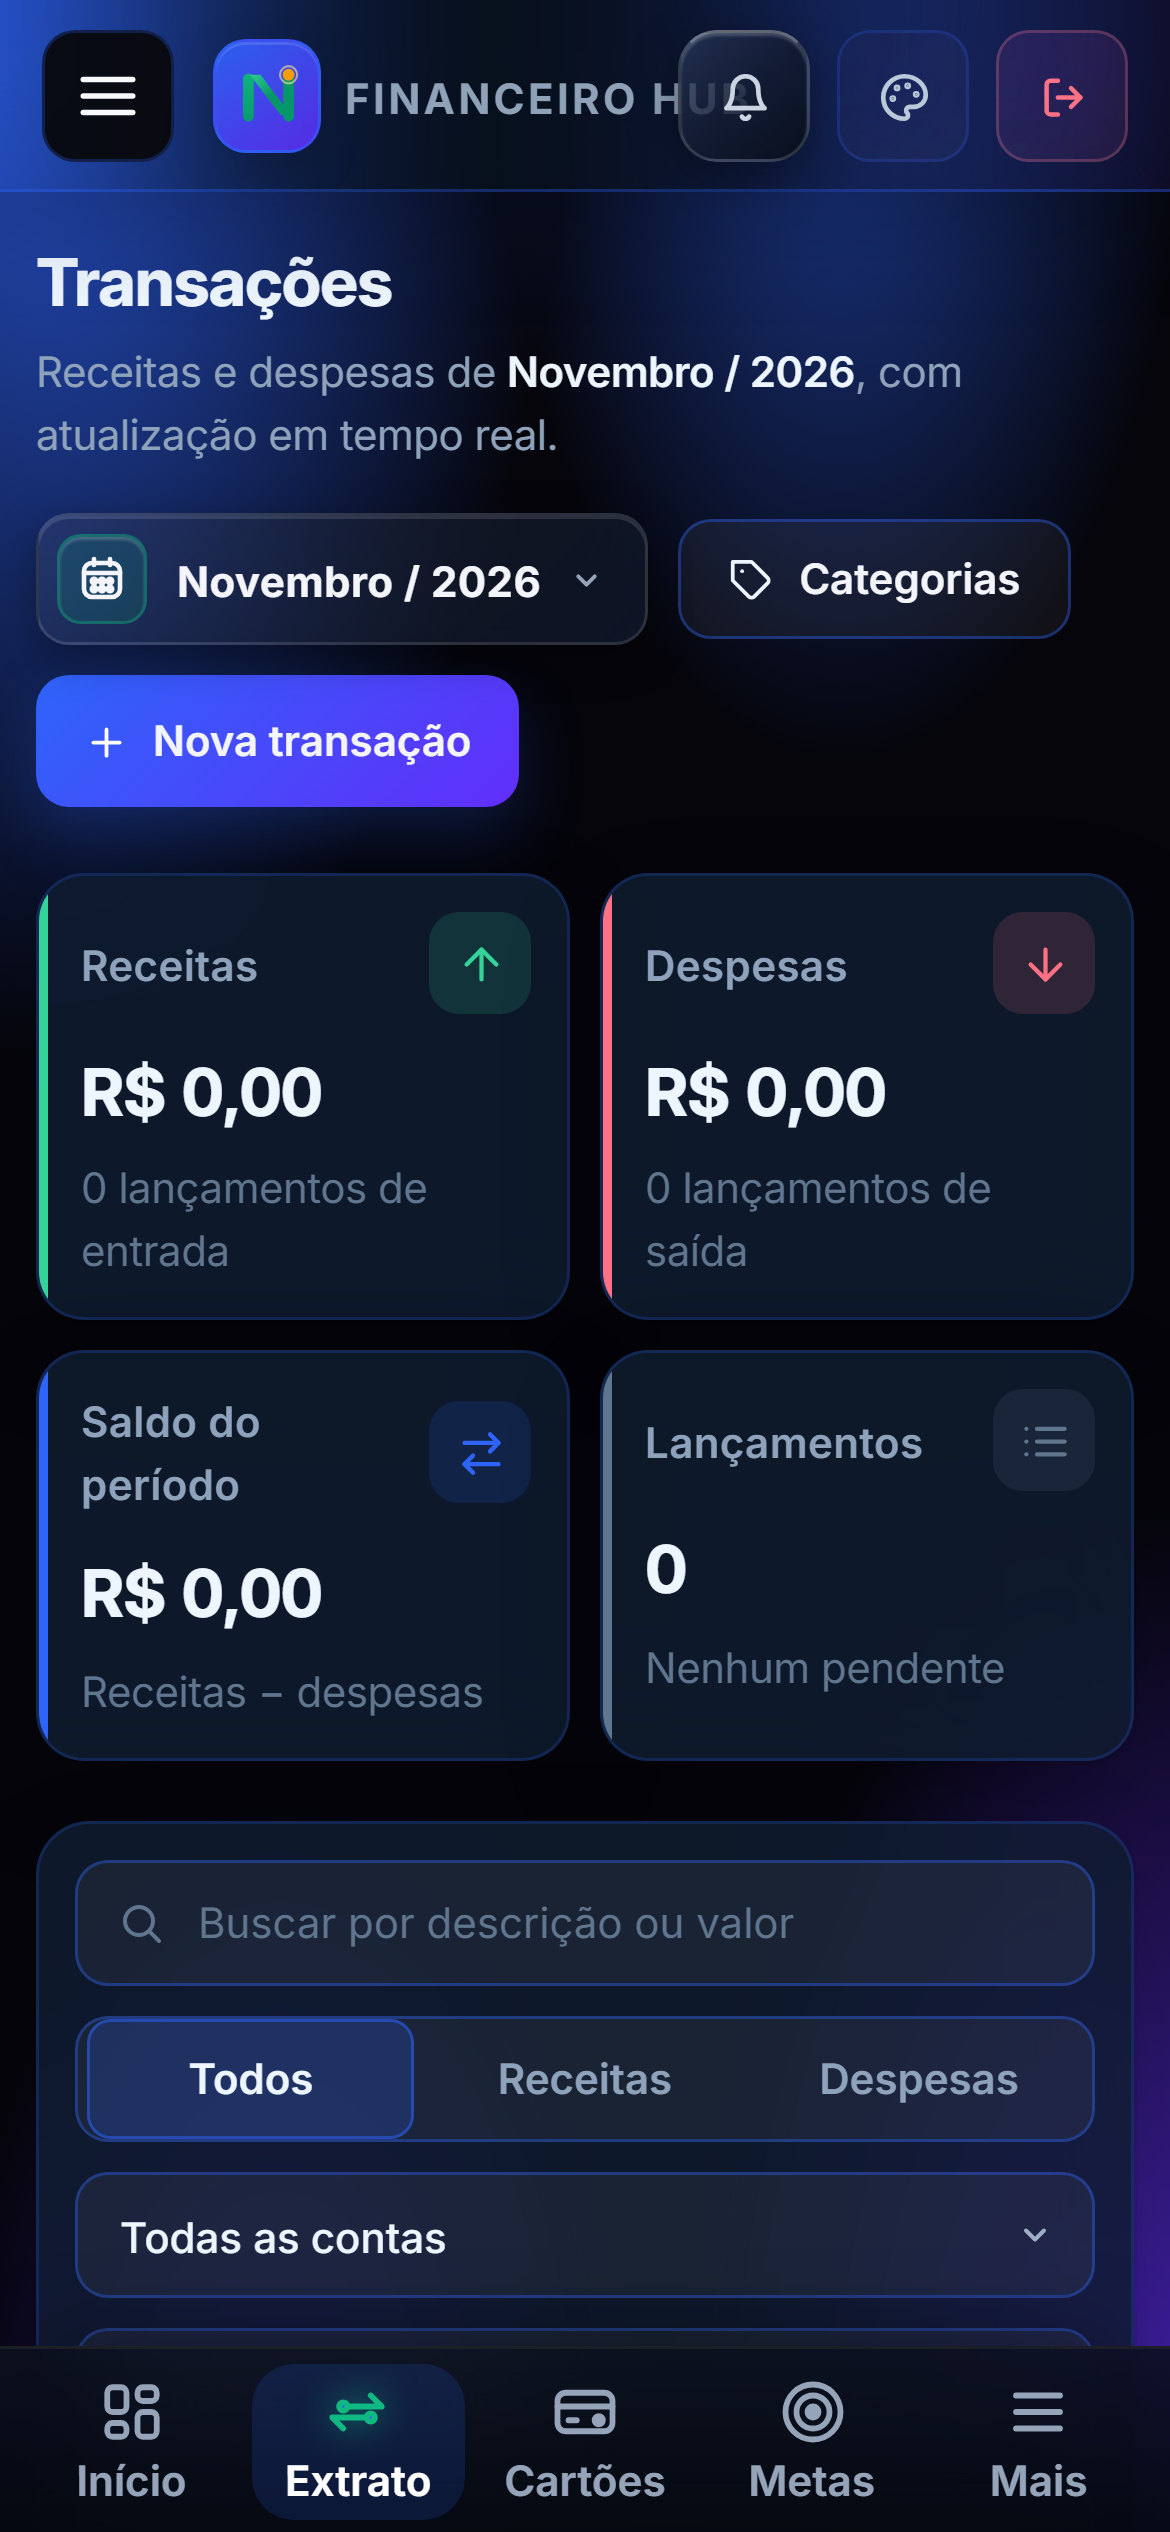 FINANCEIRO HUB
Transações
Receitas e despesas de Novembro / 2026, com
atualização em tempo real.
Novembro / 2026
Categorias
+ Nova transação
Receitas
R$ 0,00
0 lançamentos de
entrada
Despesas
R$ 0,00
0 lançamentos de
saída
Saldo do
período
R$ 0,00
Receitas – despesas
Lançamentos
0
Nenhum pendente
Buscar por descrição ou valor
Todos
Receitas
Despesas
Todas as contas
Início
Extrato
Cartões
Metas
Mais